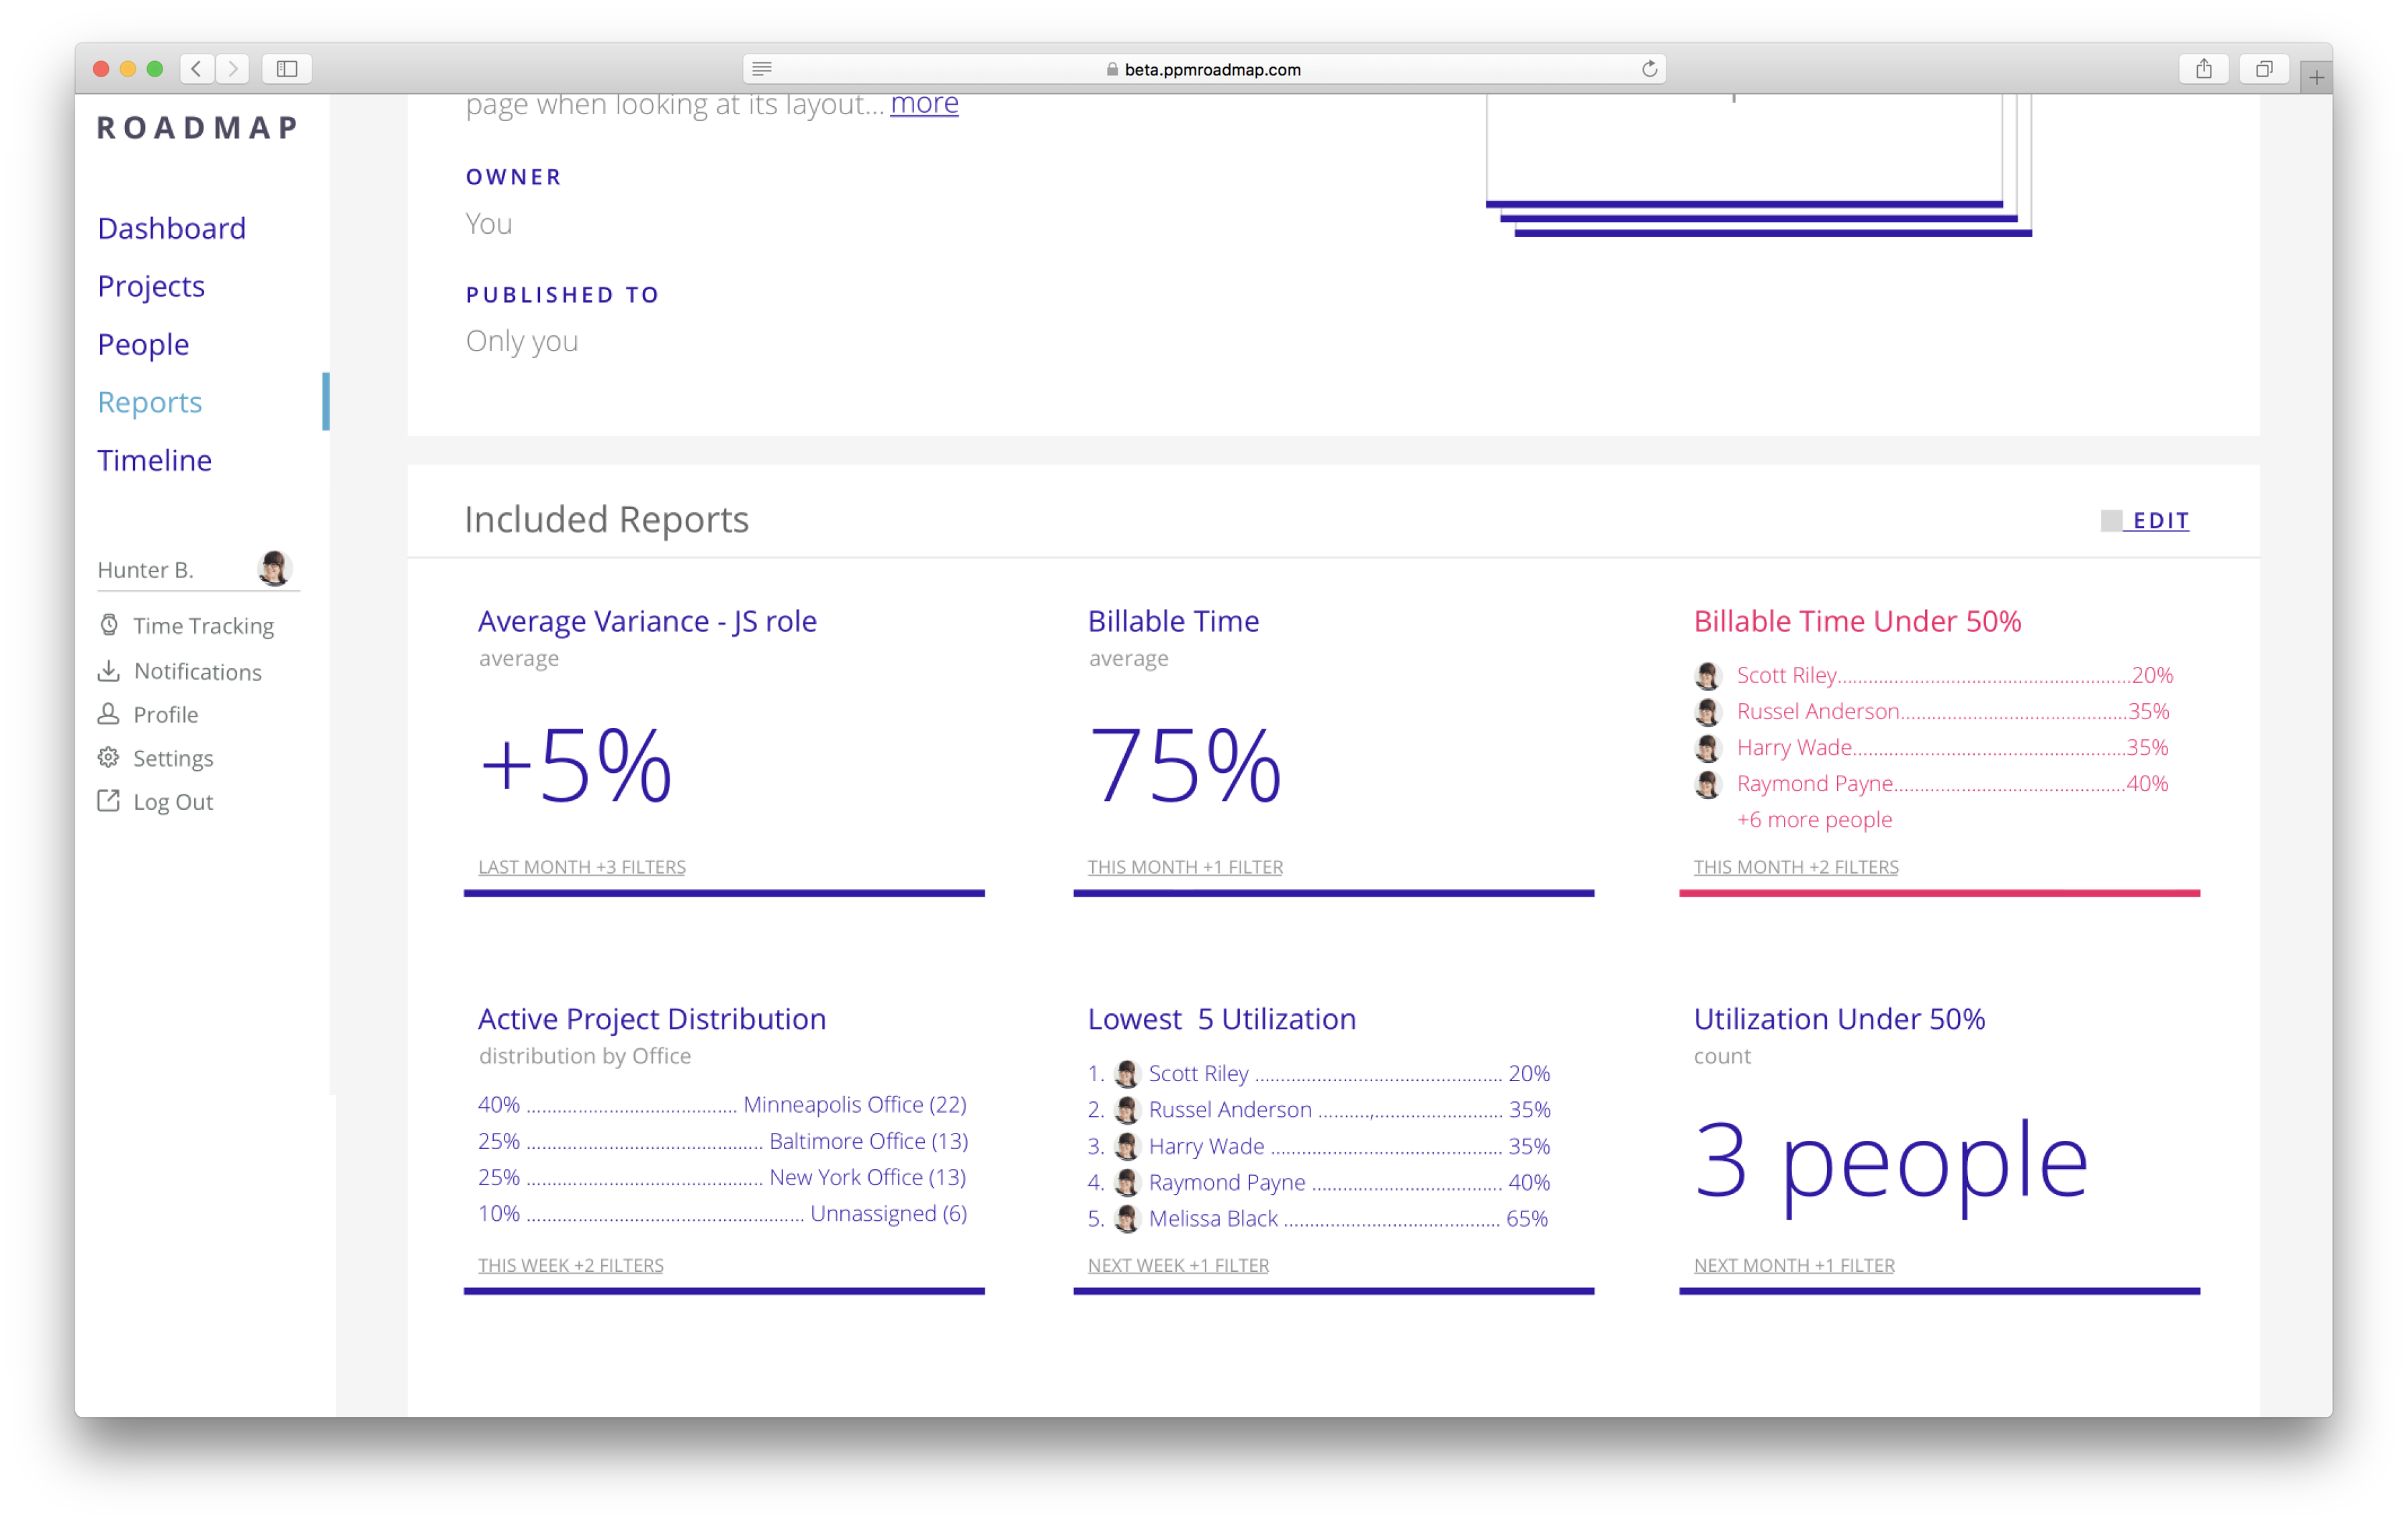 beta.ppmroadmap.com
page when looking at its layout... more
ROADMAP
OWNER
You
PUBLISHED TO
Only you
Dashboard
Projects
People
Reports
Timeline
Hunter B.
Time Tracking
Notifications
Profile
Settings
Log Out
Included Reports
EDIT
Average Variance - JS role
average
+5%
LAST MONTH +3 FILTERS
Billable Time
average
75%
THIS MONTH +1 FILTER
Billable Time Under 50%
Scott Riley..........................................................20%
Russel Anderson.............................................35%
Harry Wade......................................................35%
Raymond Payne..............................................40%
+6 more people
THIS MONTH +2 FILTERS
Active Project Distribution
distribution by Office
40% ......................................... Minneapolis Office (22)
25% .............................................. Baltimore Office (13)
25% .............................................. New York Office (13)
10% ...................................................... Unnassigned (6)
THIS WEEK +2 FILTERS
Lowest  5 Utilization
1. Scott Riley ................................................ 20%
2. Russel Anderson ..........,......................... 35%
3. Harry Wade ............................................. 35%
4. Raymond Payne ..................................... 40%
5. Melissa Black .......................................... 65%
NEXT WEEK +1 FILTER
Utilization Under 50%
count
3 people
NEXT MONTH +1 FILTER